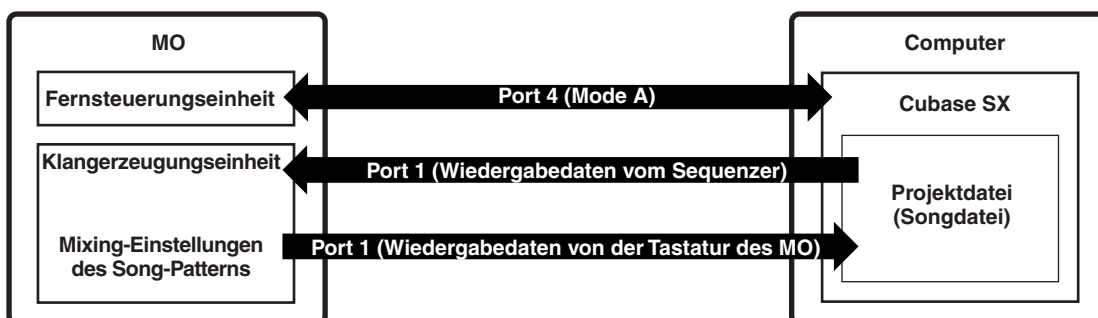 MO
Fernsteuerungseinheit
Klangerzeugungseinheit
Mixing-Einstellungen
des Song-Patterns
Port 4 (Mode A)
Port 1 (Wiedergabedaten vom Sequenzer)
Port 1 (Wiedergabedaten von der Tastatur des MO)
Computer
Cubase SX
Projektdatei
(Songdatei)